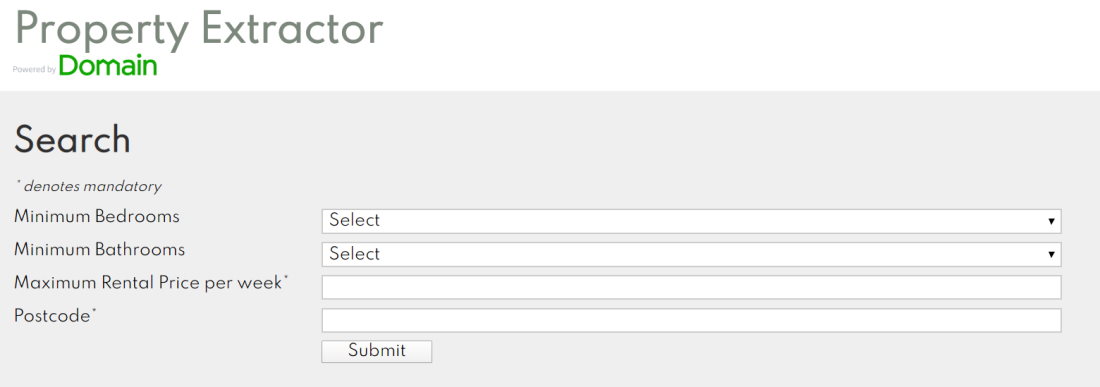 Property Extractor
Powered by Domain
Search
* denotes mandatory
Minimum Bedrooms Select
Minimum Bathrooms Select
Maximum Rental Price per week*
Postcode*
Submit